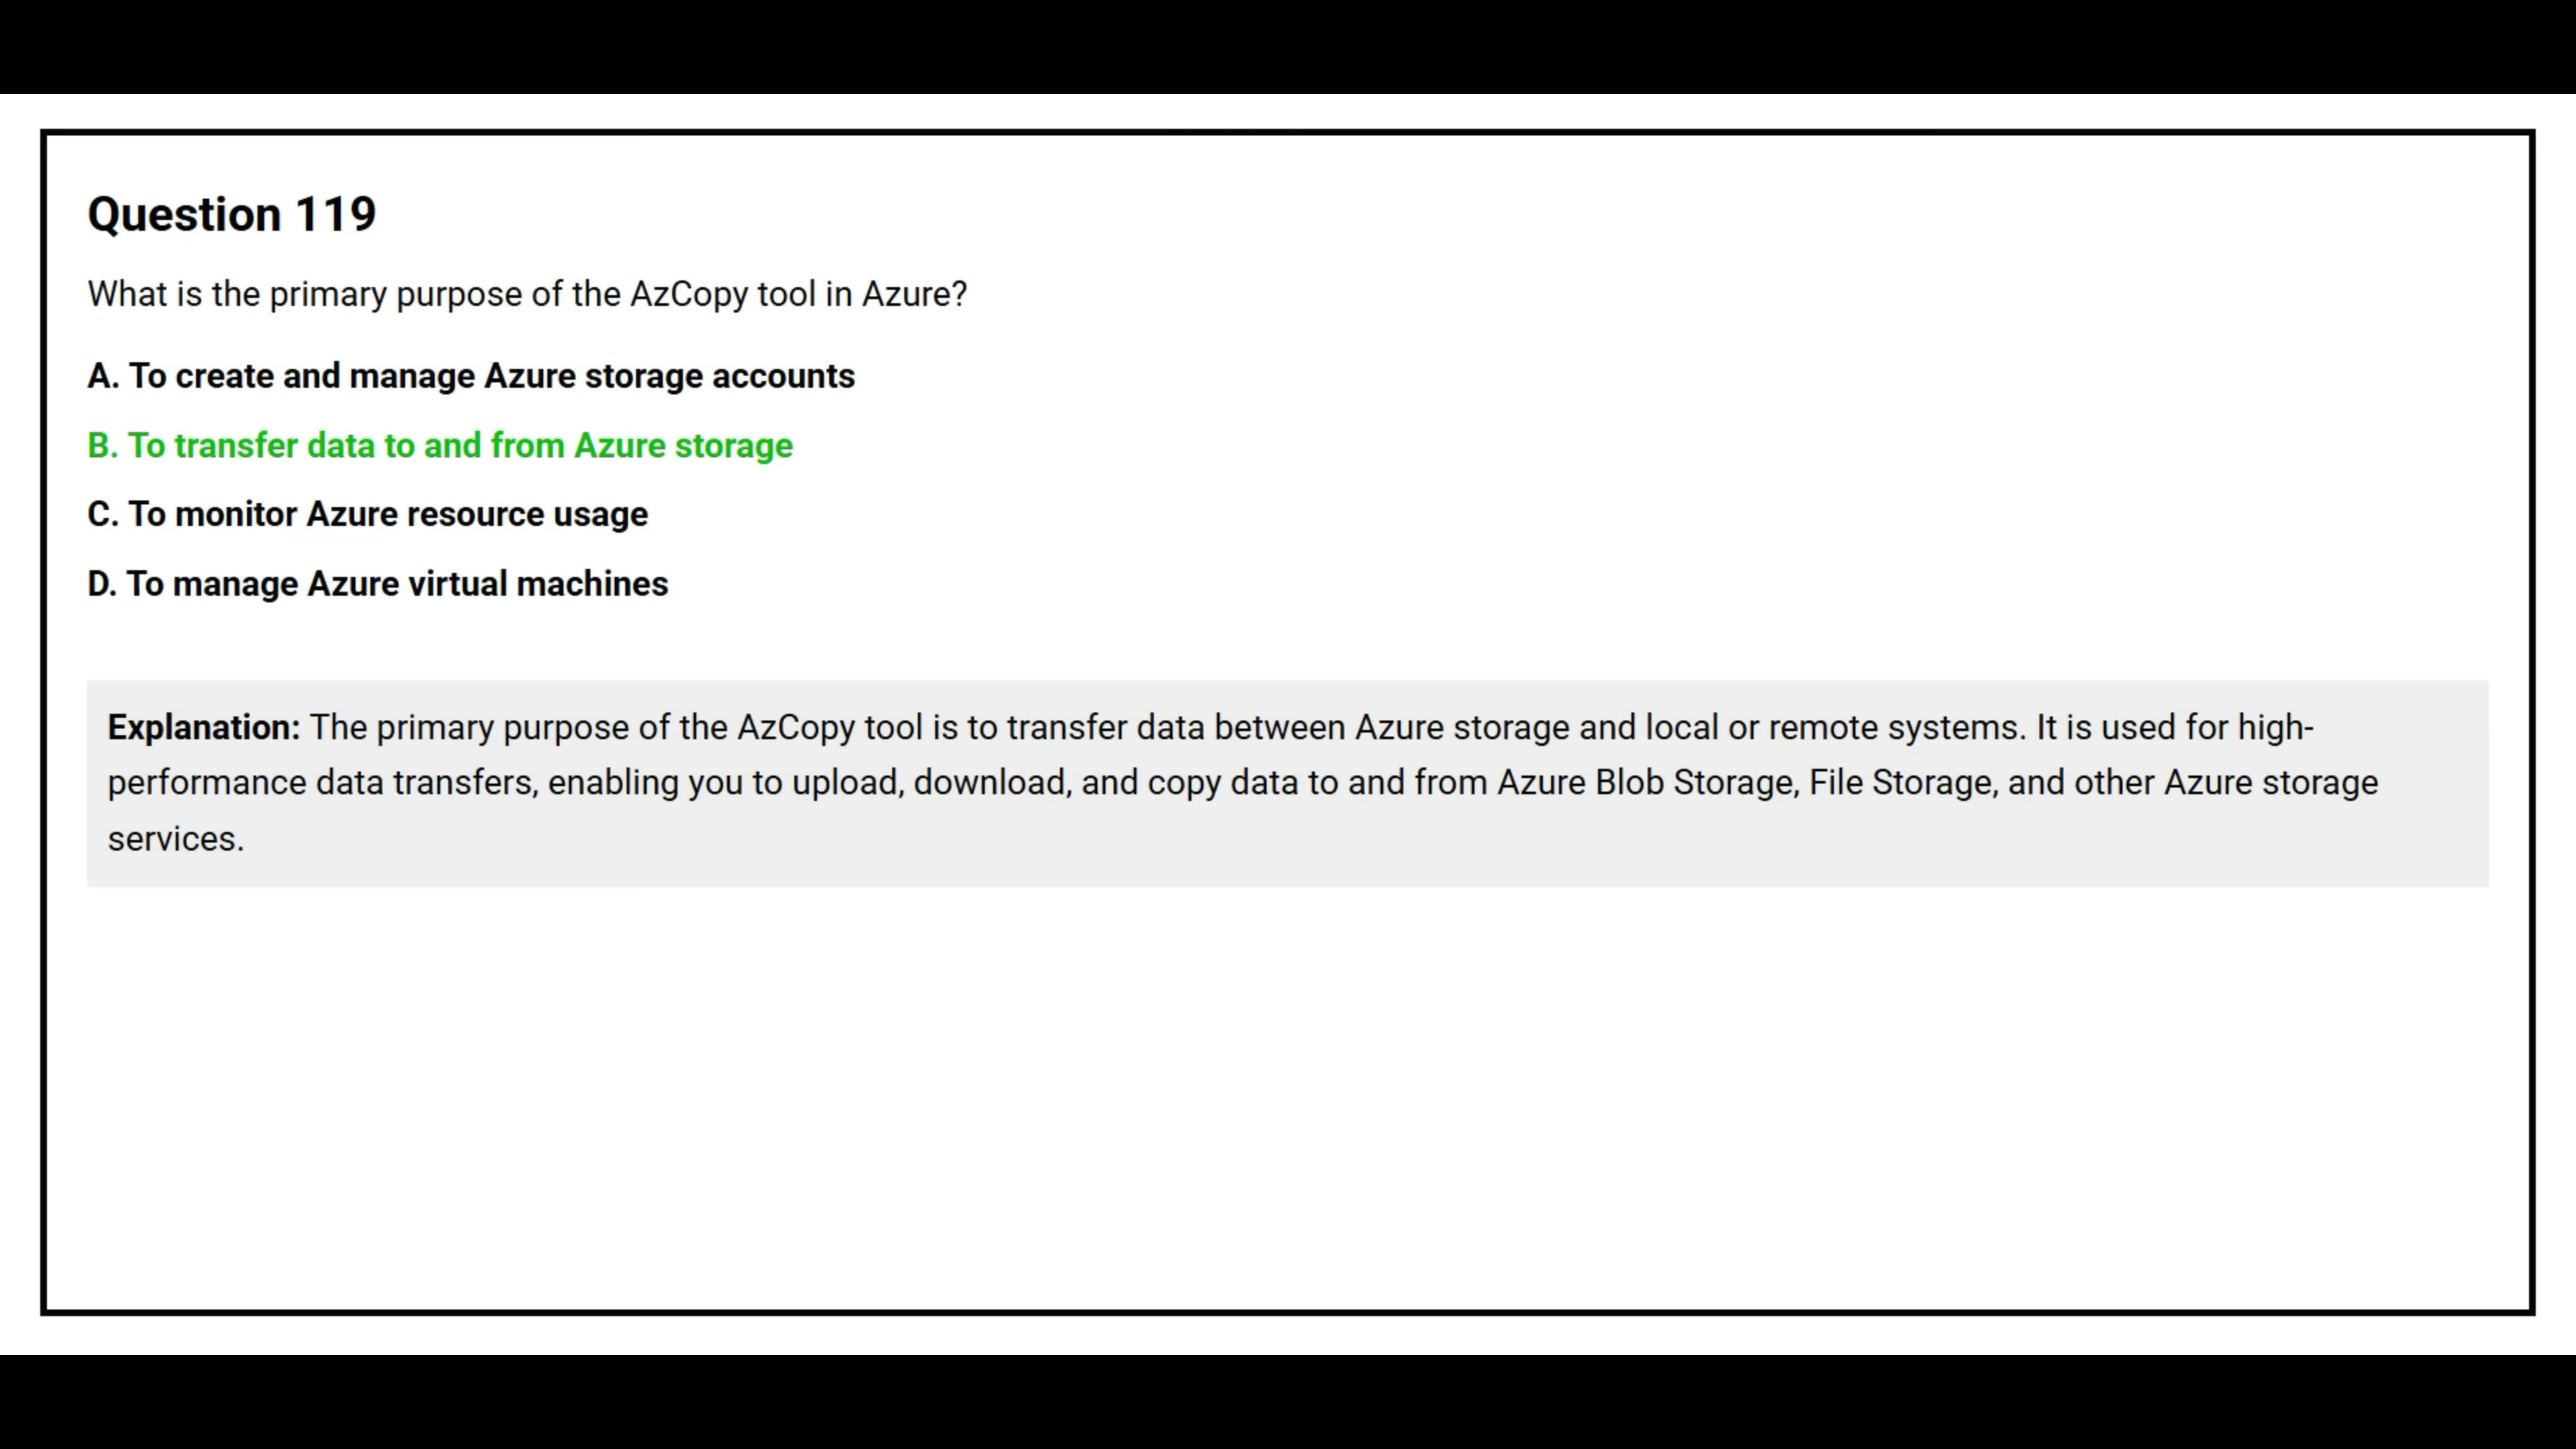 Question 119
What is the primary purpose of the AzCopy tool in Azure?
A. To create and manage Azure storage accounts
B. To transfer data to and from Azure storage
C. To monitor Azure resource usage
D. To manage Azure virtual machines
Explanation: The primary purpose of the AzCopy tool is to transfer data between Azure storage and local or remote systems. It is used for high-
performance data transfers, enabling you to upload, download, and copy data to and from Azure Blob Storage, File Storage, and other Azure storage
services.